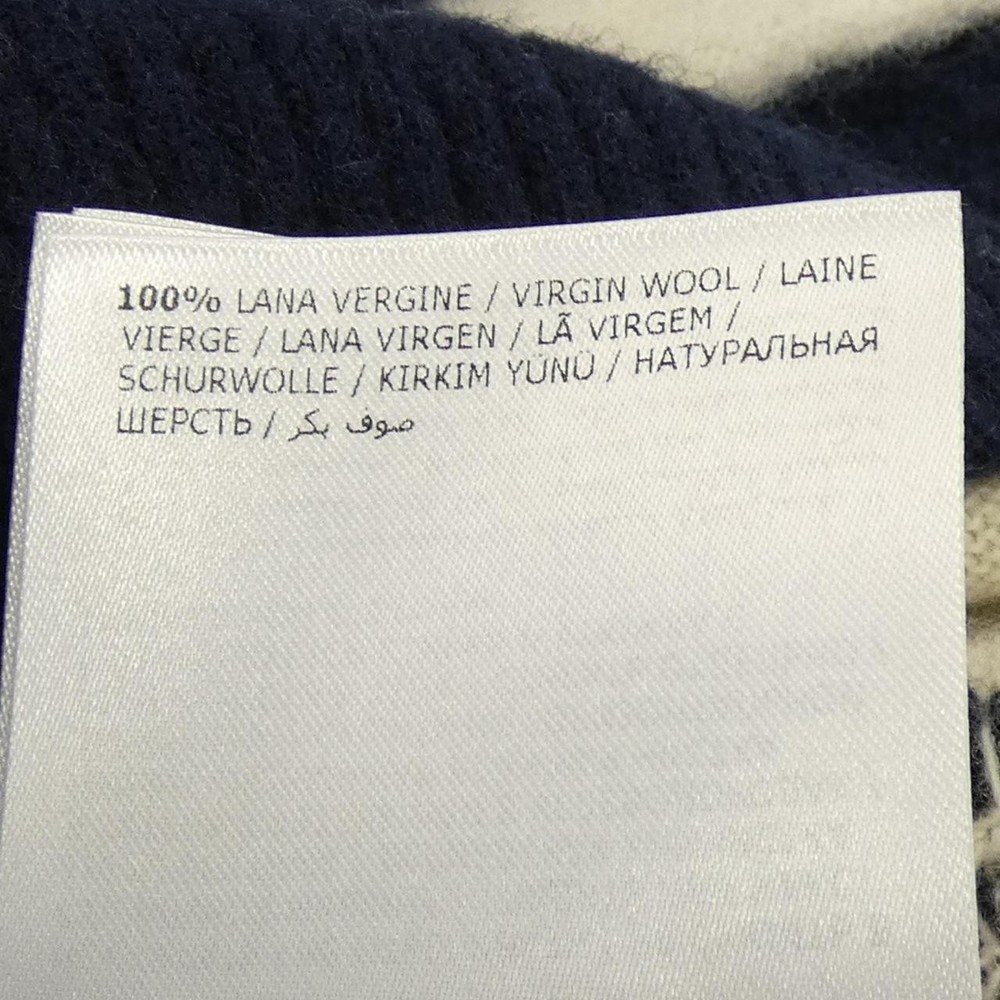 100% LANA VERGINE / VIRGIN WOOL / LAINE
VIERGE / LANA VIRGEN / LÃ VIRGEM /
SCHURWOLLE / KIRKIM YÜNÜ / НАТУРАЛЬНАЯ
ШЕРСТЬ / صوف بكر